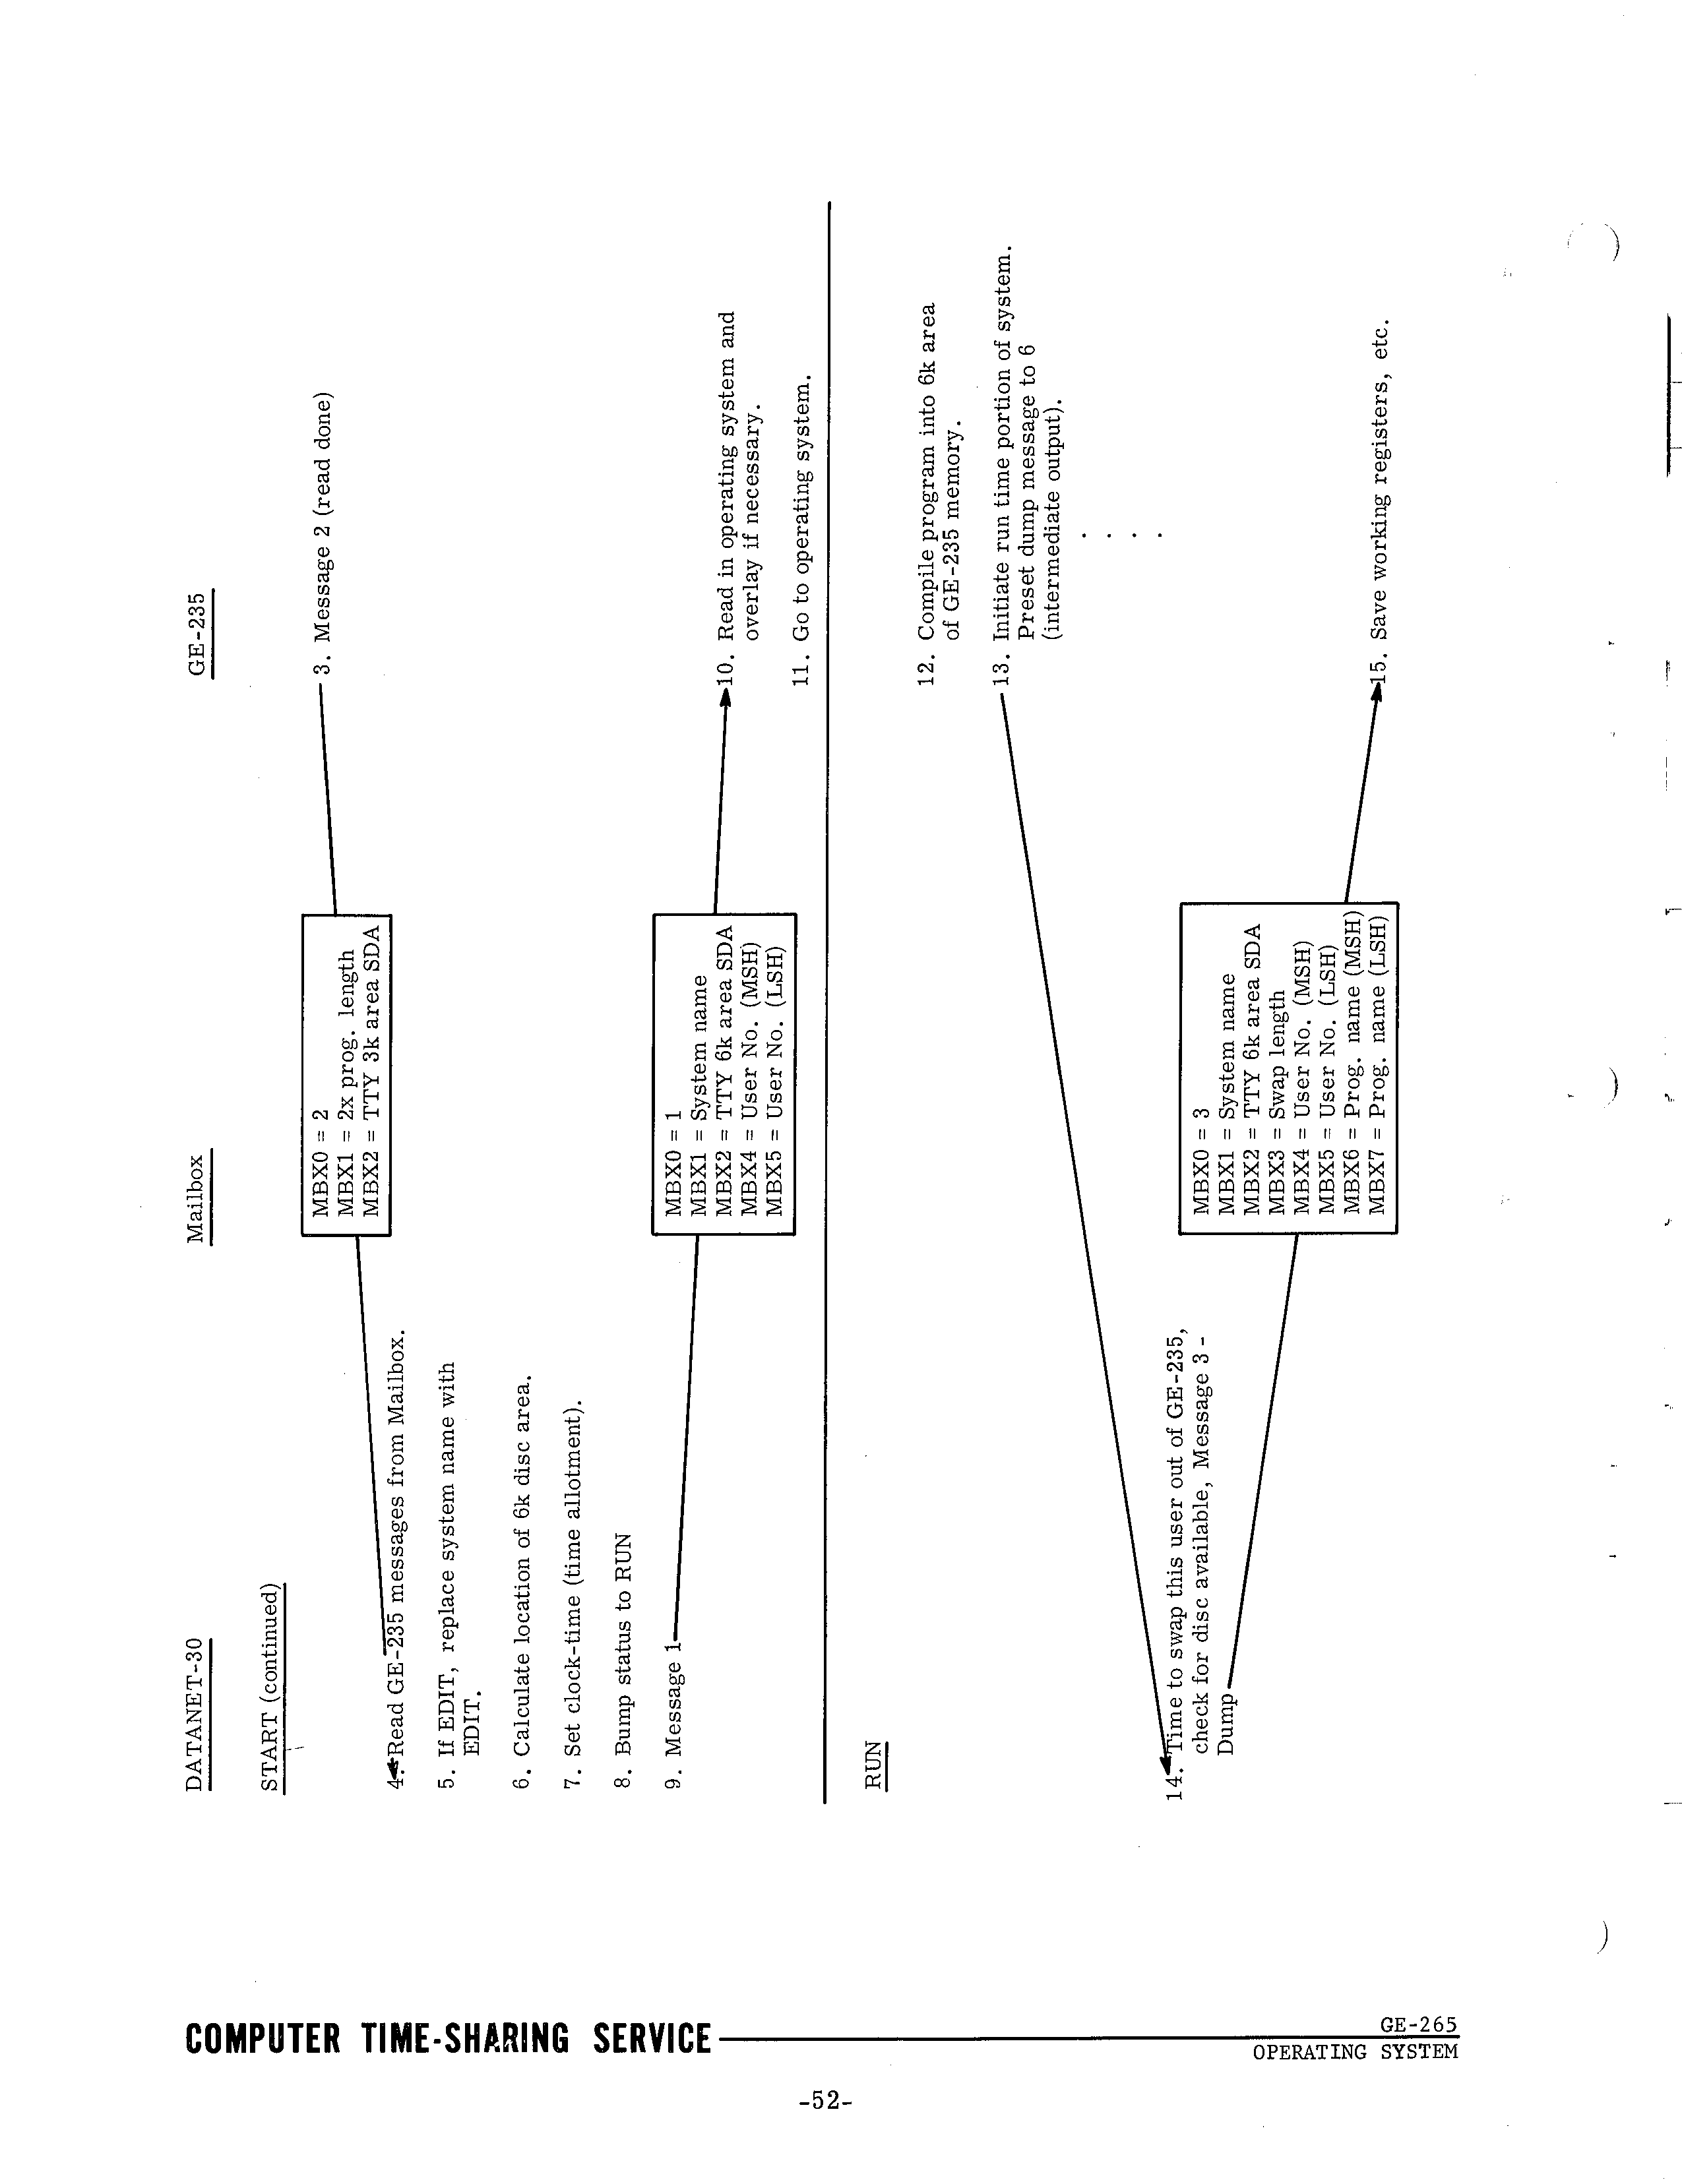 DATANET-30
Mailbox
GE-235
START (continued)
MBX0 = 2
MBX1 = 2x prog. length
MBX2 = TTY 3k area SDA
3. Message 2 (read done)
4. Read GE-235 messages from Mailbox.
5. If EDIT, replace system name with
EDIT.
6. Calculate location of 6k disc area.
7. Set clock-time (time allotment).
8. Bump status to RUN
9. Message 1
MBX0 = 1
MBX1 = System name
MBX2 = TTY 6k area SDA
MBX4 = User No. (MSH)
MBX5 = User No. (LSH)
10. Read in operating system and
overlay if necessary.
11. Go to operating system.
RUN
12. Compile program into 6k area
of GE-235 memory.
13. Initiate run time portion of system.
Preset dump message to 6
(intermediate output).
. . . .
14. Time to swap this user out of GE-235,
check for disc available, Message 3 -
Dump
MBX0 = 3
MBX1 = System name
MBX2 = TTY 6k area SDA
MBX3 = Swap length
MBX4 = User No. (MSH)
MBX5 = User No. (LSH)
MBX6 = Prog. name (MSH)
MBX7 = Prog. name (LSH)
15. Save working registers, etc.
COMPUTER TIME-SHARING SERVICE
GE-265
OPERATING SYSTEM
-52-